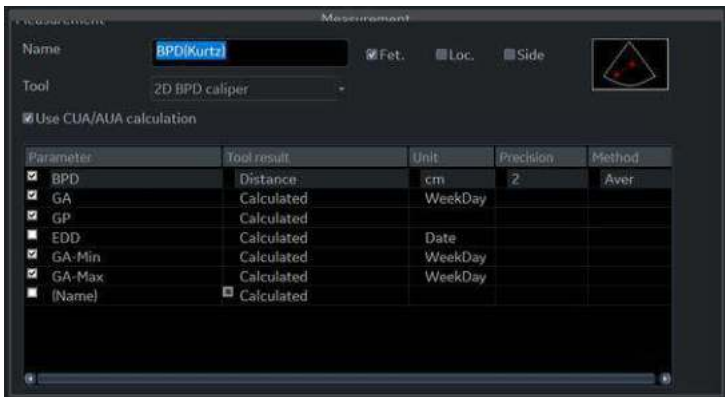 Measurement
Measurement
Name BPD(Kurtz) Fet. Loc. Side
Tool 2D BPD caliper
Use CUA/AUA calculation
Parameter Tool result Unit Precision Method
BPD Distance cm 2 Aver
GA Calculated WeekDay
GP Calculated
EDD Calculated Date
GA-Min Calculated WeekDay
GA-Max Calculated WeekDay
(Name) Calculated